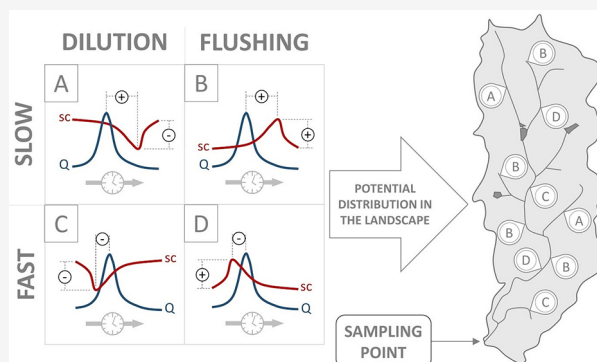 DILUTION FLUSHING
SLOW
A
+
SC
-
Q
B
+
SC
+
Q
FAST
C
-
-
SC
Q
D
-
+
SC
Q
POTENTIAL
DISTRIBUTION IN
THE LANDSCAPE
SAMPLING
POINT
B
A
D
B
C
A
B
D
B
C